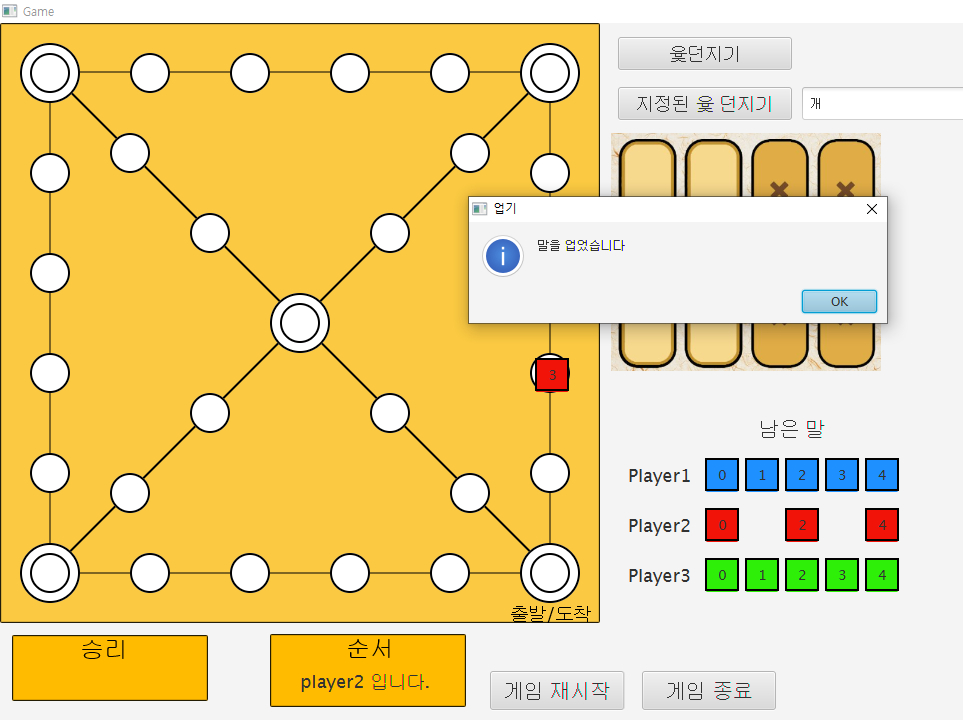 Game
윷던지기
지정된 윷 던지기
개
업기
말을 업었습니다
OK
3
남은 말
Player1 0 1 2 3 4
Player2 0 2 4
Player3 0 1 2 3 4
출발/도착
승리
순서
player2 입니다.
게임 재시작
게임 종료